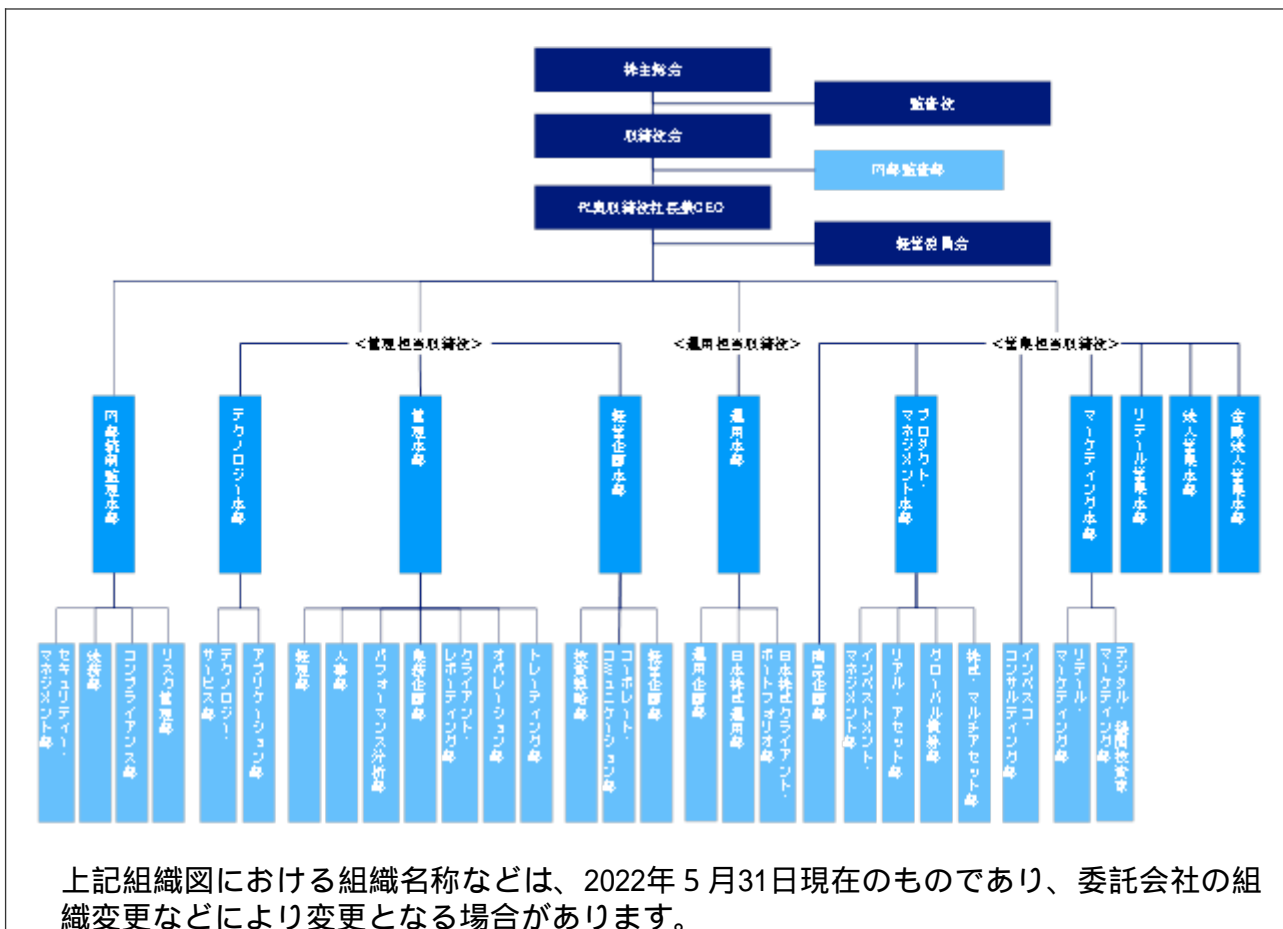 株主総会
監査役
取締役会
内部監査部
代表取締役社長兼CEO
経営委員会
<管理担当取締役>
<運用担当取締役>
<営業担当取締役>
内部統制監理本部
テクノロジー本部
管理本部
経営企画本部
運用本部
プロダクト・
マネジメント本部
マーケティング本部
リテール営業本部
法人営業本部
金融法人営業本部
セキュリティー・
マネジメント部
法務部
コンプライアンス部
リスク管理部
テクノロジー・
サービス部
アプリケーション部
経理部
人事部
パフォーマンス分析部
業務企画部
クライアント・
レポーティング部
オペレーション部
トレーディング部
政策戦略部
コーポレート・
コミュニケーション部
経営企画部
運用企画部
日本株式運用部
日本株式クライアント・
ポートフォリオ部
商品企画部
インベストメント・
マネジメント部
リアル・アセット部
グローバル債券部
株式・マルチアセット部
インベスコ・
コンサルティング部
リテール・
マーケティング部
デジタル・機関投資家
マーケティング部
上記組織図における組織名称などは、2022年5月31日現在のものであり、委託会社の組
織変更などにより変更となる場合があります。